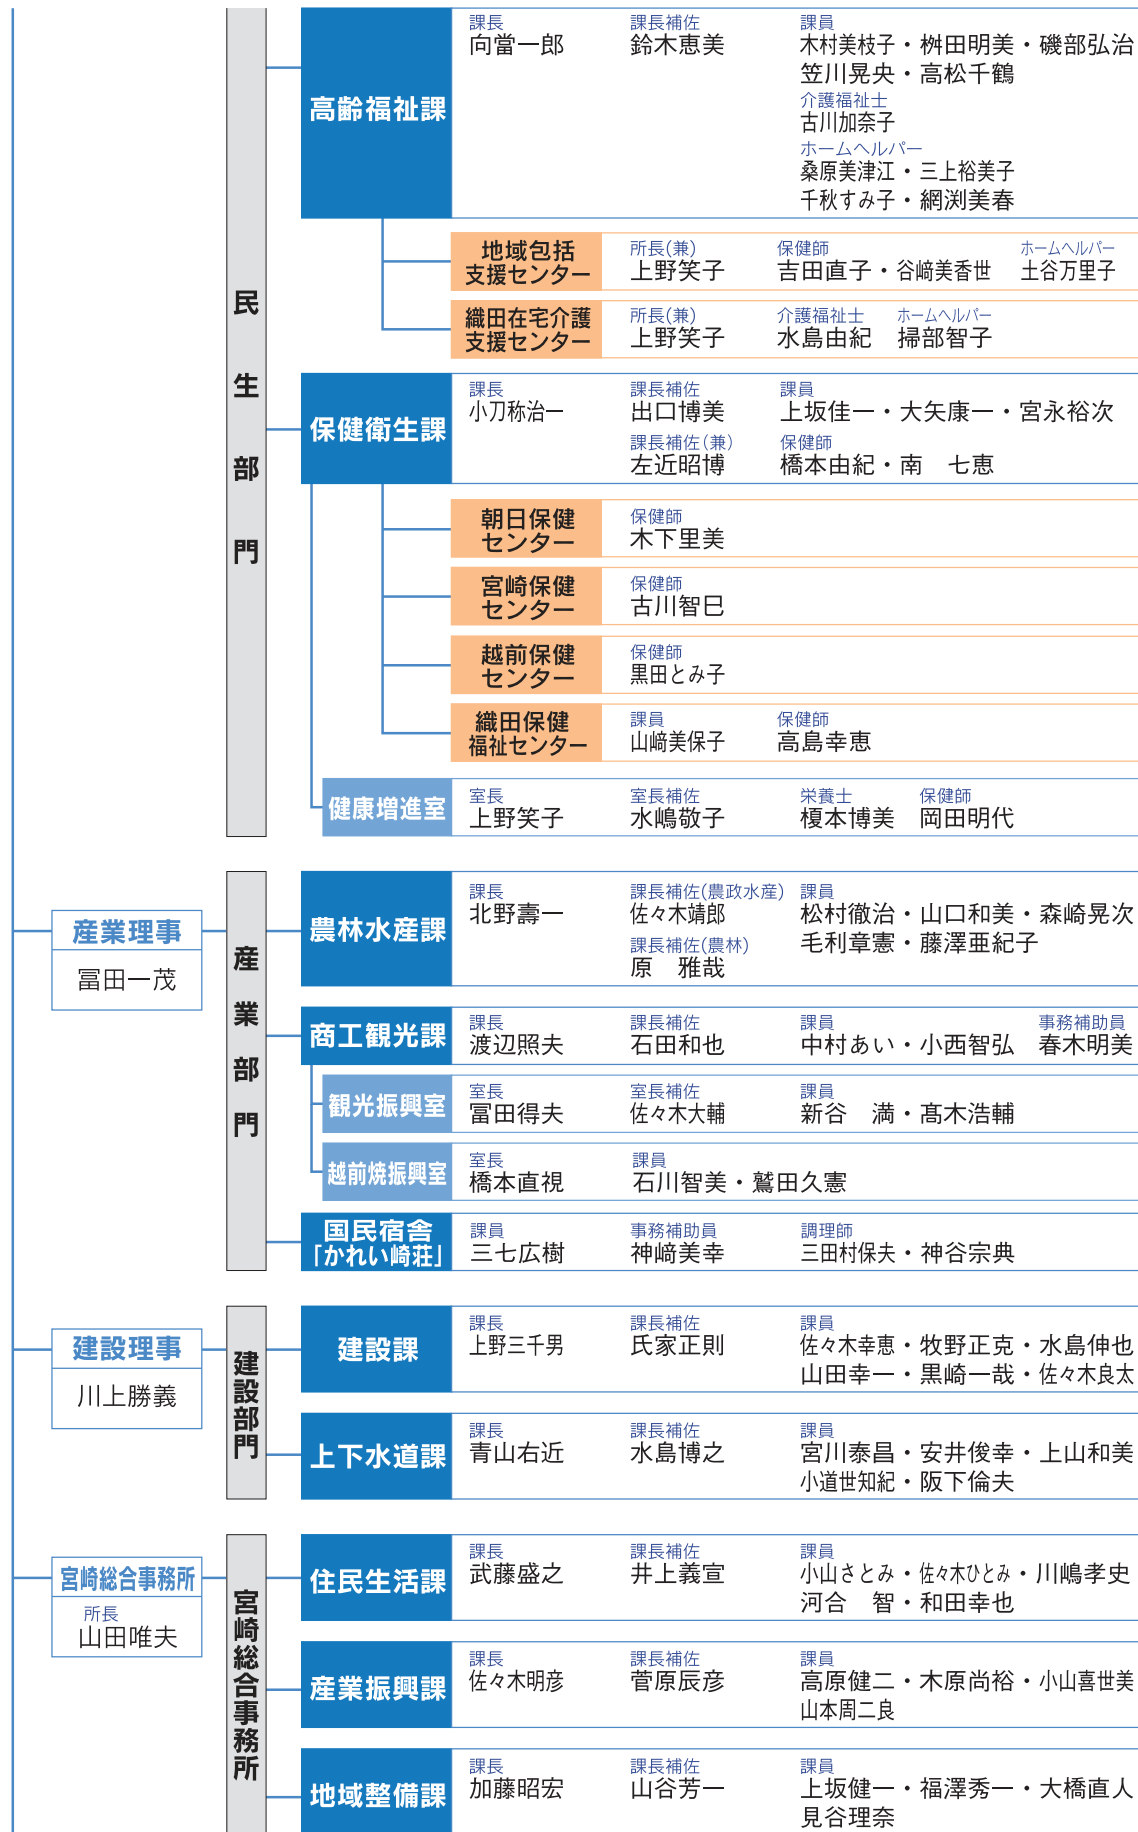 民生部門
高齢福祉課
課長
向當一郎
課長補佐
鈴木恵美
課員
木村美枝子・桝田明美・磯部弘治
笠川晃央・高松千鶴
介護福祉士
古川加奈子
ホームヘルパー
桑原美津江・三上裕美子
千秋すみ子・網渕美春
地域包括
支援センター
所長(兼)
上野笑子
保健師
吉田直子・谷﨑美香世
ホームヘルパー
土谷万里子
織田在宅介護
支援センター
所長(兼)
上野笑子
介護福祉士
水島由紀
ホームヘルパー
掃部智子
保健衛生課
課長
小刀称治一
課長補佐
出口博美
課長補佐(兼)
左近昭博
課員
上坂佳一・大矢康一・宮永裕次
保健師
橋本由紀・南　七恵
朝日保健
センター
保健師
木下里美
宮崎保健
センター
保健師
古川智巳
越前保健
センター
保健師
黒田とみ子
織田保健
福祉センター
課員
山﨑美保子
保健師
高島幸恵
健康増進室
室長
上野笑子
室長補佐
水嶋敬子
栄養士
榎本博美
保健師
岡田明代
産業理事
冨田一茂
産業部門
農林水産課
課長
北野壽一
課長補佐(農政水産)
佐々木靖郎
課長補佐(農林)
原　雅哉
課員
松村徹治・山口和美・森崎晃次
毛利章憲・藤澤亜紀子
商工観光課
課長
渡辺照夫
課長補佐
石田和也
課員
中村あい・小西智弘
事務補助員
春木明美
観光振興室
室長
冨田得夫
室長補佐
佐々木大輔
課員
新谷　満・髙木浩輔
越前焼振興室
室長
橋本直視
課員
石川智美・鷲田久憲
国民宿舎
「かれい崎荘」
課員
三七広樹
事務補助員
神﨑美幸
調理師
三田村保夫・神谷宗典
建設理事
川上勝義
建設部門
建設課
課長
上野三千男
課長補佐
氏家正則
課員
佐々木幸恵・牧野正克・水島伸也
山田幸一・黒崎一哉・佐々木良太
上下水道課
課長
青山右近
課長補佐
水島博之
課員
宮川泰昌・安井俊幸・上山和美
小道世知紀・阪下倫夫
宮崎総合事務所
所長
山田唯夫
宮崎総合事務所
住民生活課
課長
武藤盛之
課長補佐
井上義宣
課員
小山さとみ・佐々木ひとみ・川嶋孝史
河合　智・和田幸也
産業振興課
課長
佐々木明彦
課長補佐
菅原辰彦
課員
高原健二・木原尚裕・小山喜世美
山本周二良
地域整備課
課長
加藤昭宏
課長補佐
山谷芳一
課員
上坂健一・福澤秀一・大橋直人
見谷理奈